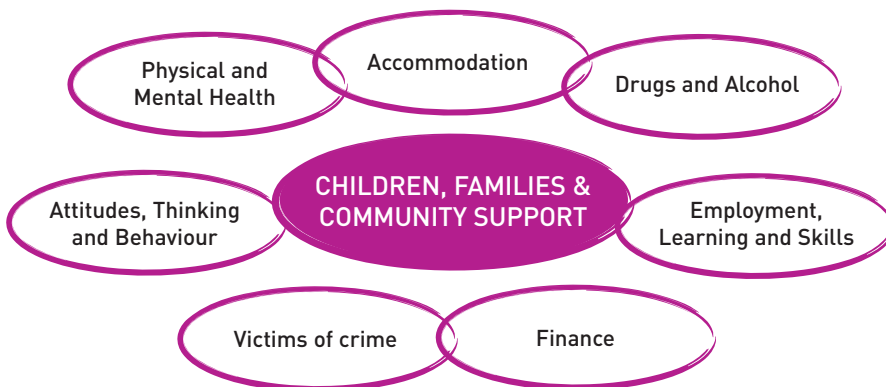 Physical and
Mental Health
Accommodation
Drugs and Alcohol
Attitudes, Thinking
and Behaviour
CHILDREN, FAMILIES &
COMMUNITY SUPPORT
Employment,
Learning and Skills
Victims of crime
Finance